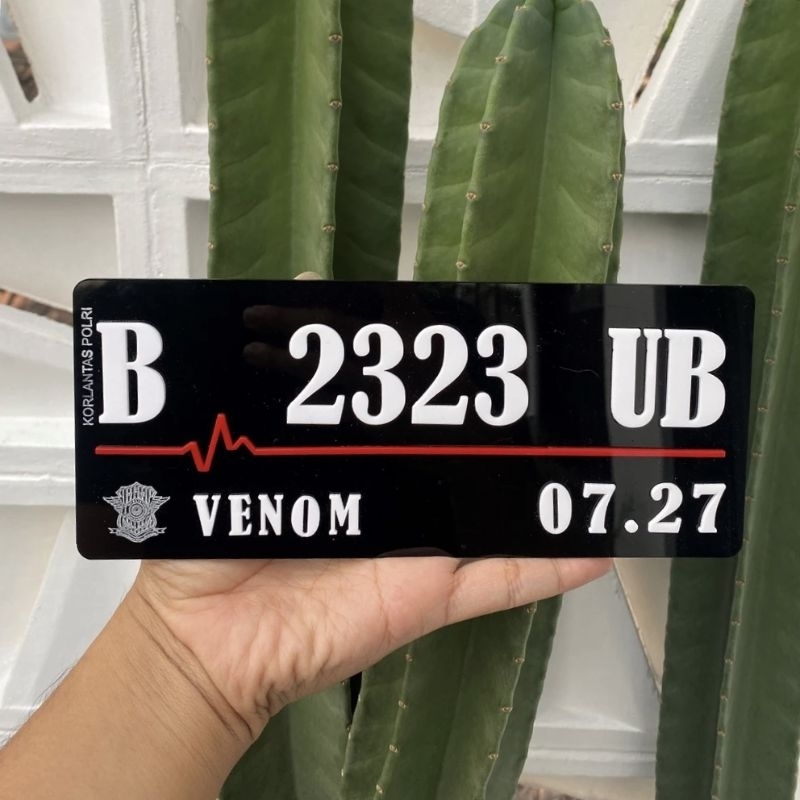 KORLANTAS POLRI
B 2323 UB
VENOM 07.27